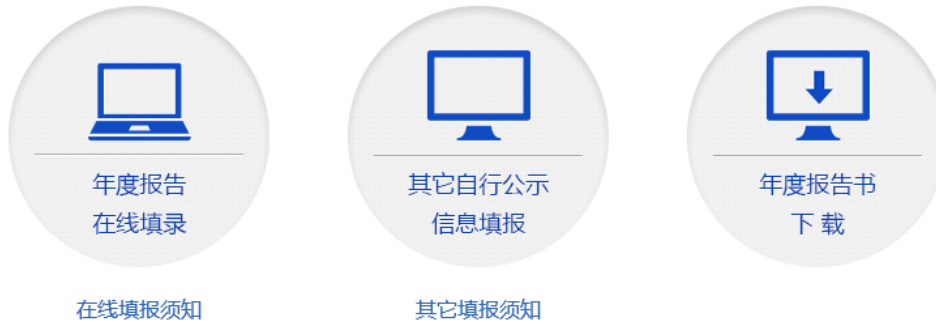 年度报告
在线填录
其它自行公示
信息填报
年度报告书
下 载
在线填报须知
其它填报须知